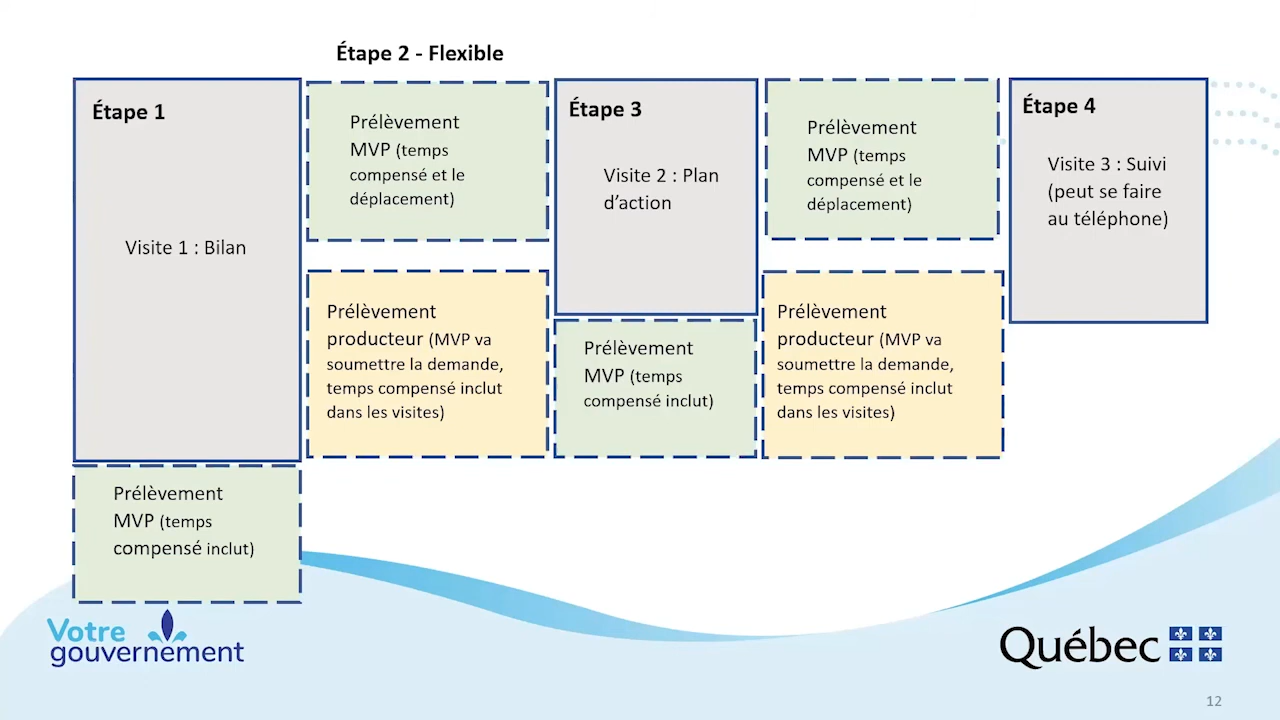 Étape 2 - Flexible
Étape 1
Visite 1 : Bilan
Prélèvement
MVP (temps
compensé inclut)
Prélèvement
MVP (temps
compensé et le
déplacement)
Prélèvement
producteur (MVP va
soumettre la demande,
temps compensé inclut
dans les visites)
Étape 3
Visite 2 : Plan
d’action
Prélèvement
MVP (temps
compensé inclut)
Prélèvement
MVP (temps
compensé et le
déplacement)
Prélèvement
producteur (MVP va
soumettre la demande,
temps compensé inclut
dans les visites)
Étape 4
Visite 3 : Suivi
(peut se faire
au téléphone)
Votre
gouvernement
Québec
12